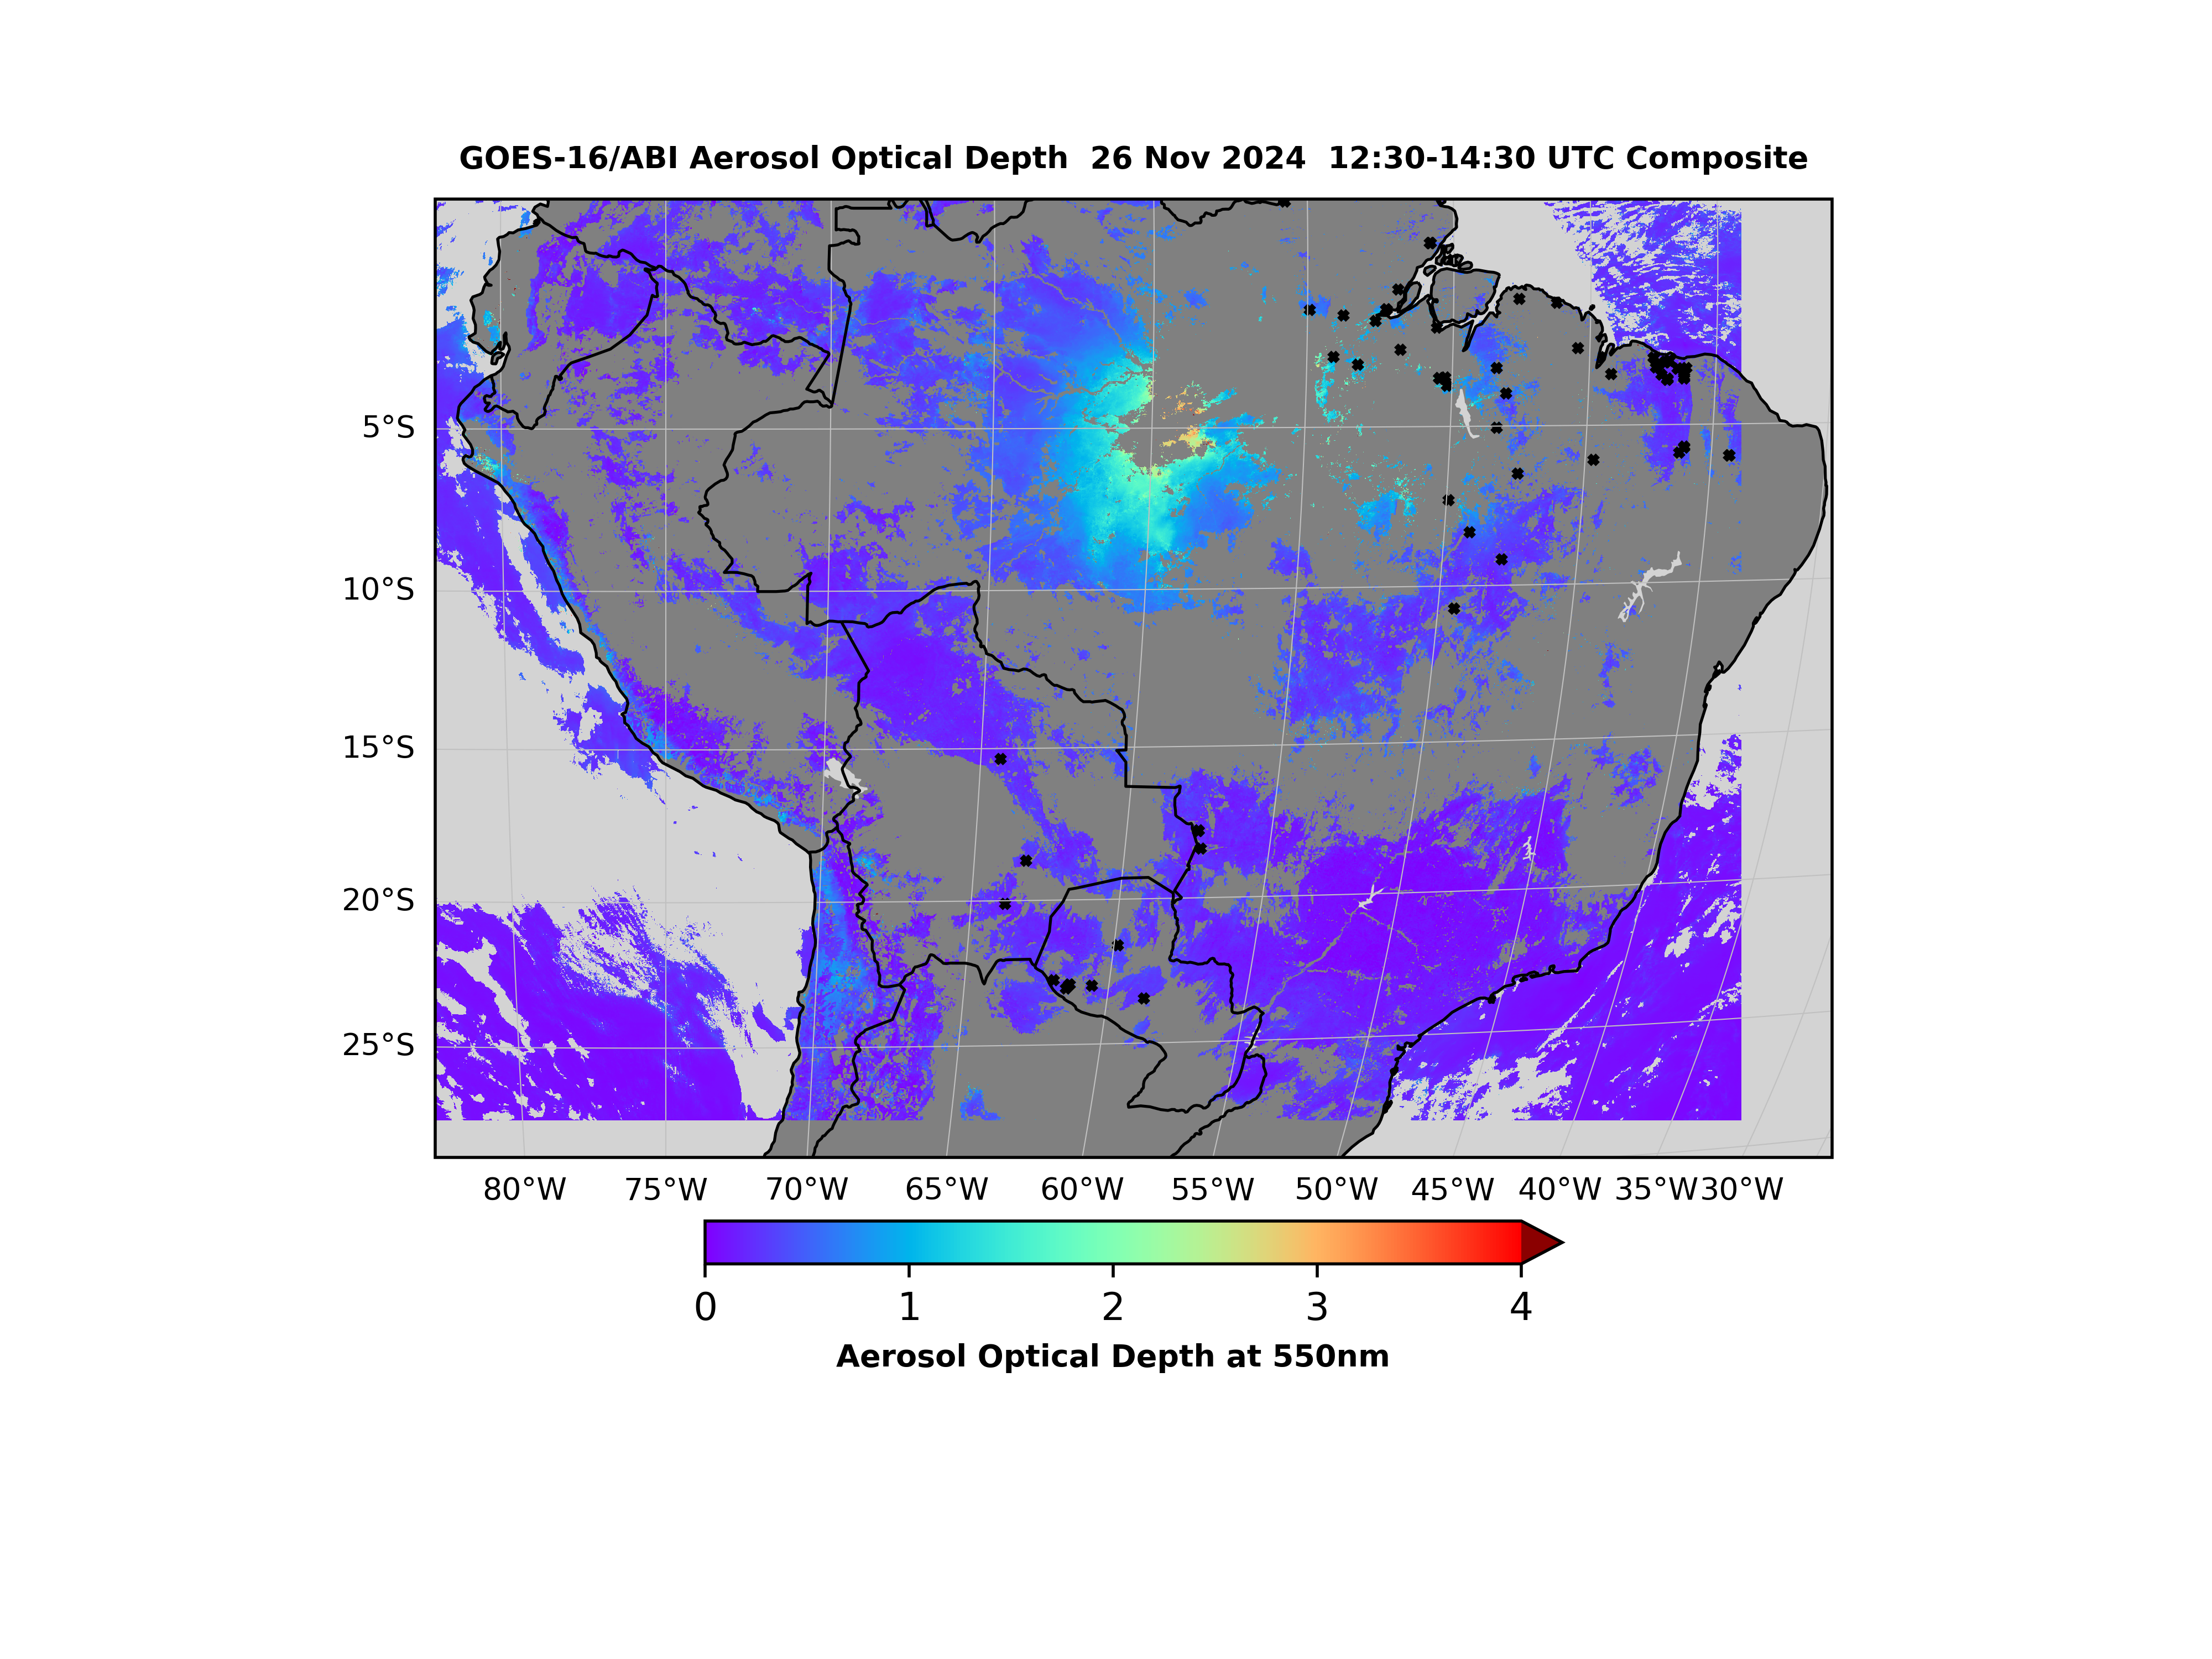 GOES-16/ABI Aerosol Optical Depth  26 Nov 2024  12:30-14:30 UTC Composite
5°S
10°S
15°S
20°S
25°S
80°W 75°W 70°W 65°W 60°W 55°W 50°W 45°W 40°W 35°W 30°W
0 1 2 3 4
Aerosol Optical Depth at 550nm